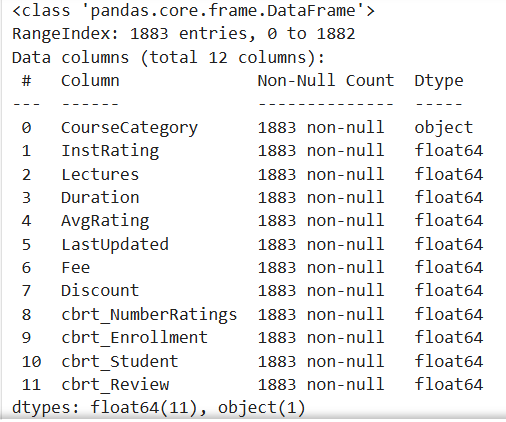 <class 'pandas.core.frame.DataFrame'>
RangeIndex: 1883 entries, 0 to 1882
Data columns (total 12 columns):
 #   Column             Non-Null Count  Dtype
---  ------             --------------  -----
 0   CourseCategory     1883 non-null   object
 1   InstRating         1883 non-null   float64
 2   Lectures           1883 non-null   float64
 3   Duration           1883 non-null   float64
 4   AvgRating          1883 non-null   float64
 5   LastUpdated        1883 non-null   float64
 6   Fee                1883 non-null   float64
 7   Discount           1883 non-null   float64
 8   cbrt_NumberRatings 1883 non-null   float64
 9   cbrt_Enrollment    1883 non-null   float64
 10  cbrt_Student       1883 non-null   float64
 11  cbrt_Review        1883 non-null   float64
dtypes: float64(11), object(1)